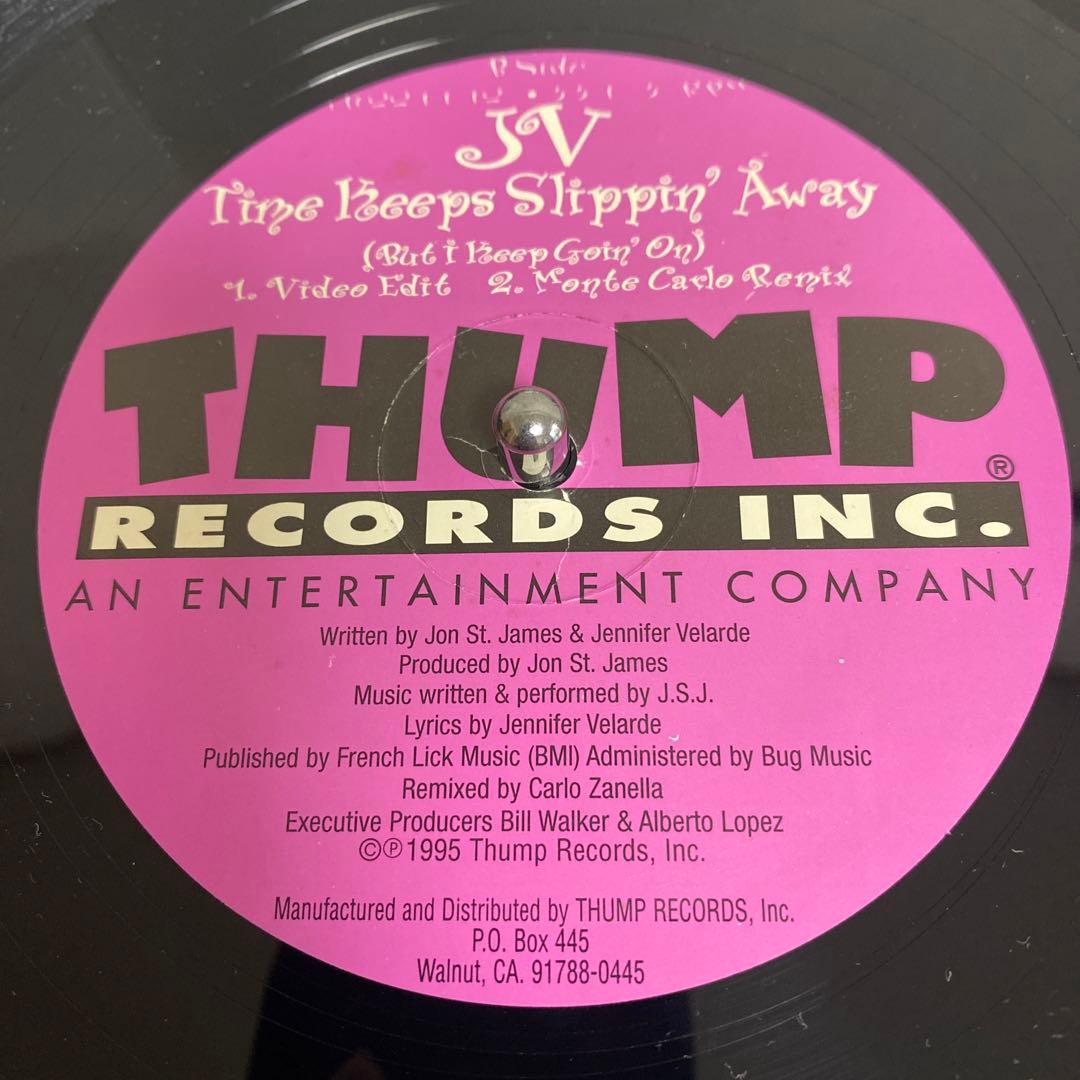 B Side
JV
Time Keeps Slippin' Away
(But i Keep Goin' On)
1. Video Edit 2. Monte Carlo Remix
THUMP®
RECORDS INC.
AN ENTERTAINMENT COMPANY
Written by Jon St. James & Jennifer Velarde
Produced by Jon St. James
Music written & performed by J.S.J.
Lyrics by Jennifer Velarde
Published by French Lick Music (BMI) Administered by Bug Music
Remixed by Carlo Zanella
Executive Producers Bill Walker & Alberto Lopez
©℗1995 Thump Records, Inc.
Manufactured and Distributed by THUMP RECORDS, Inc.
P.O. Box 445
Walnut, CA. 91788-0445